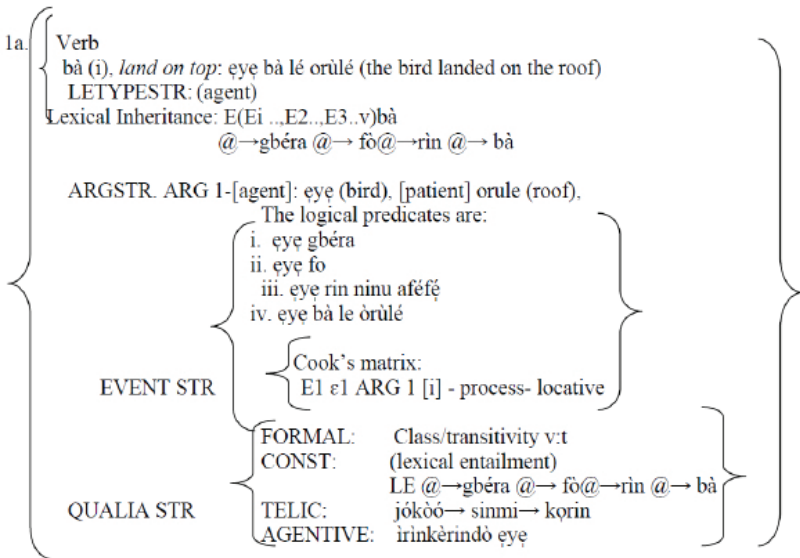 1a.
Verb
bà (i), land on top: ẹyẹ bà lé orùlé (the bird landed on the roof)
LETYPESTR: (agent)
Lexical Inheritance: E(Ei ..,E2..,E3..v)bà
@→gbéra @→ fò@→rìn @→ bà
ARGSTR. ARG 1-[agent]: ẹyẹ (bird), [patient] orule (roof),
The logical predicates are:
i. ẹyẹ gbéra
ii. ẹyẹ fo
iii. ẹyẹ rin ninu aféfẹ́
iv. ẹyẹ bà le òrùlé
Cook's matrix:
EVENT STR E1 ε1 ARG 1 [i] - process- locative
FORMAL: Class/transitivity v:t
CONST: (lexical entailment)
LE @→gbéra @→ fò@→rìn @→ bà
QUALIA STR TELIC: jókòó→ sinmi→ kọrin
AGENTIVE: ìrìnkèrindò ẹyẹ